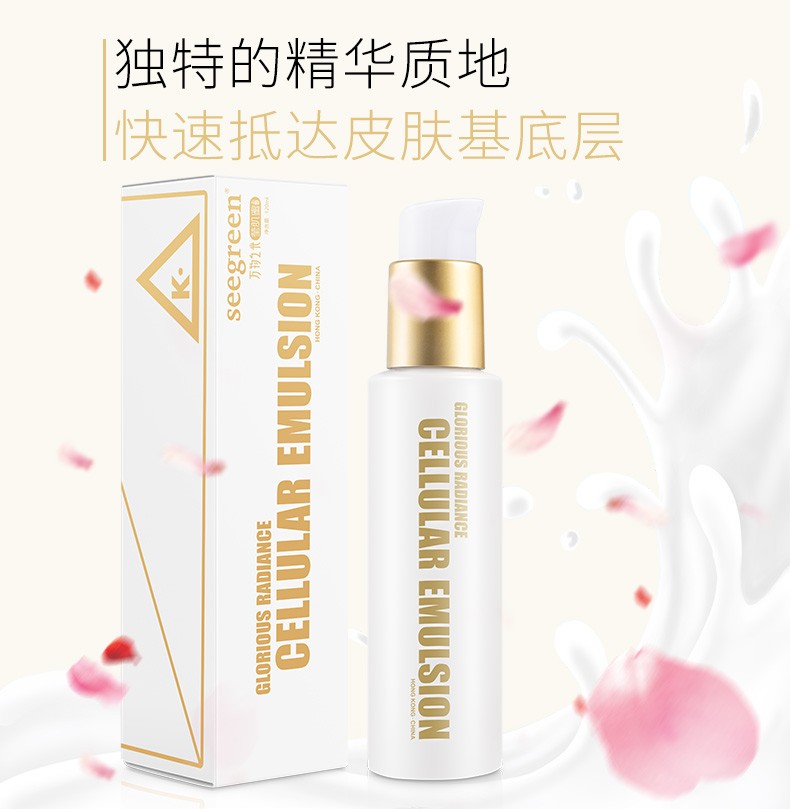 独特的精华质地
快速抵达皮肤基底层
K·
seegreen®
GLORIOUS RADIANCE
CELLULAR EMULSION
HONG KONG·CHINA
GLORIOUS RADIANCE
CELLULAR EMULSION
HONG KONG·CHINA